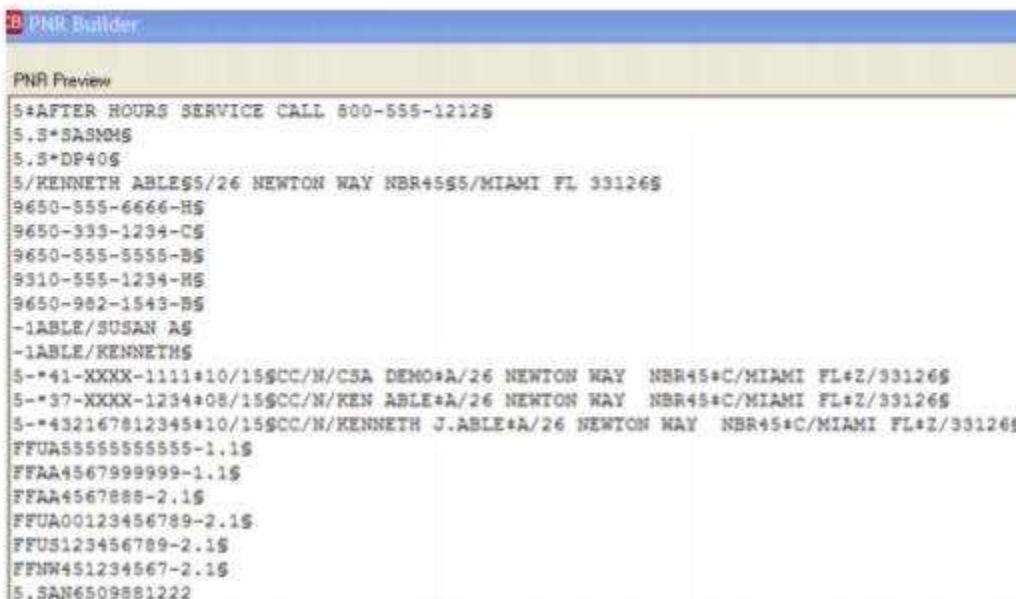 CB PNR Builder
PNR Preview
5‡AFTER HOURS SERVICE CALL 800-555-1212§
5.S*SASMM§
5.S*DP40§
5/KENNETH ABLE§5/26 NEWTON WAY NBR45§5/MIAMI FL 33126§
9650-555-6666-H§
9650-333-1234-C§
9650-555-5555-B§
9310-555-1234-H§
9650-982-1543-B§
-1ABLE/SUSAN A§
-1ABLE/KENNETH§
5-*41-XXXX-1111‡10/15§CC/N/CSA DEMO‡A/26 NEWTON WAY  NBR45‡C/MIAMI FL‡Z/33126§
5-*37-XXXX-1234‡08/15§CC/N/KEN ABLE‡A/26 NEWTON WAY  NBR45‡C/MIAMI FL‡Z/33126§
5-*432167812345‡10/15§CC/N/KENNETH J.ABLE‡A/26 NEWTON WAY  NBR45‡C/MIAMI FL‡Z/33126§
FFUA55555555555-1.1§
FFAA4567999999-1.1§
FFAA4567888-2.1§
FFUA00123456789-2.1§
FFUS123456789-2.1§
FFNW451234567-2.1§
5.SAN6509881222